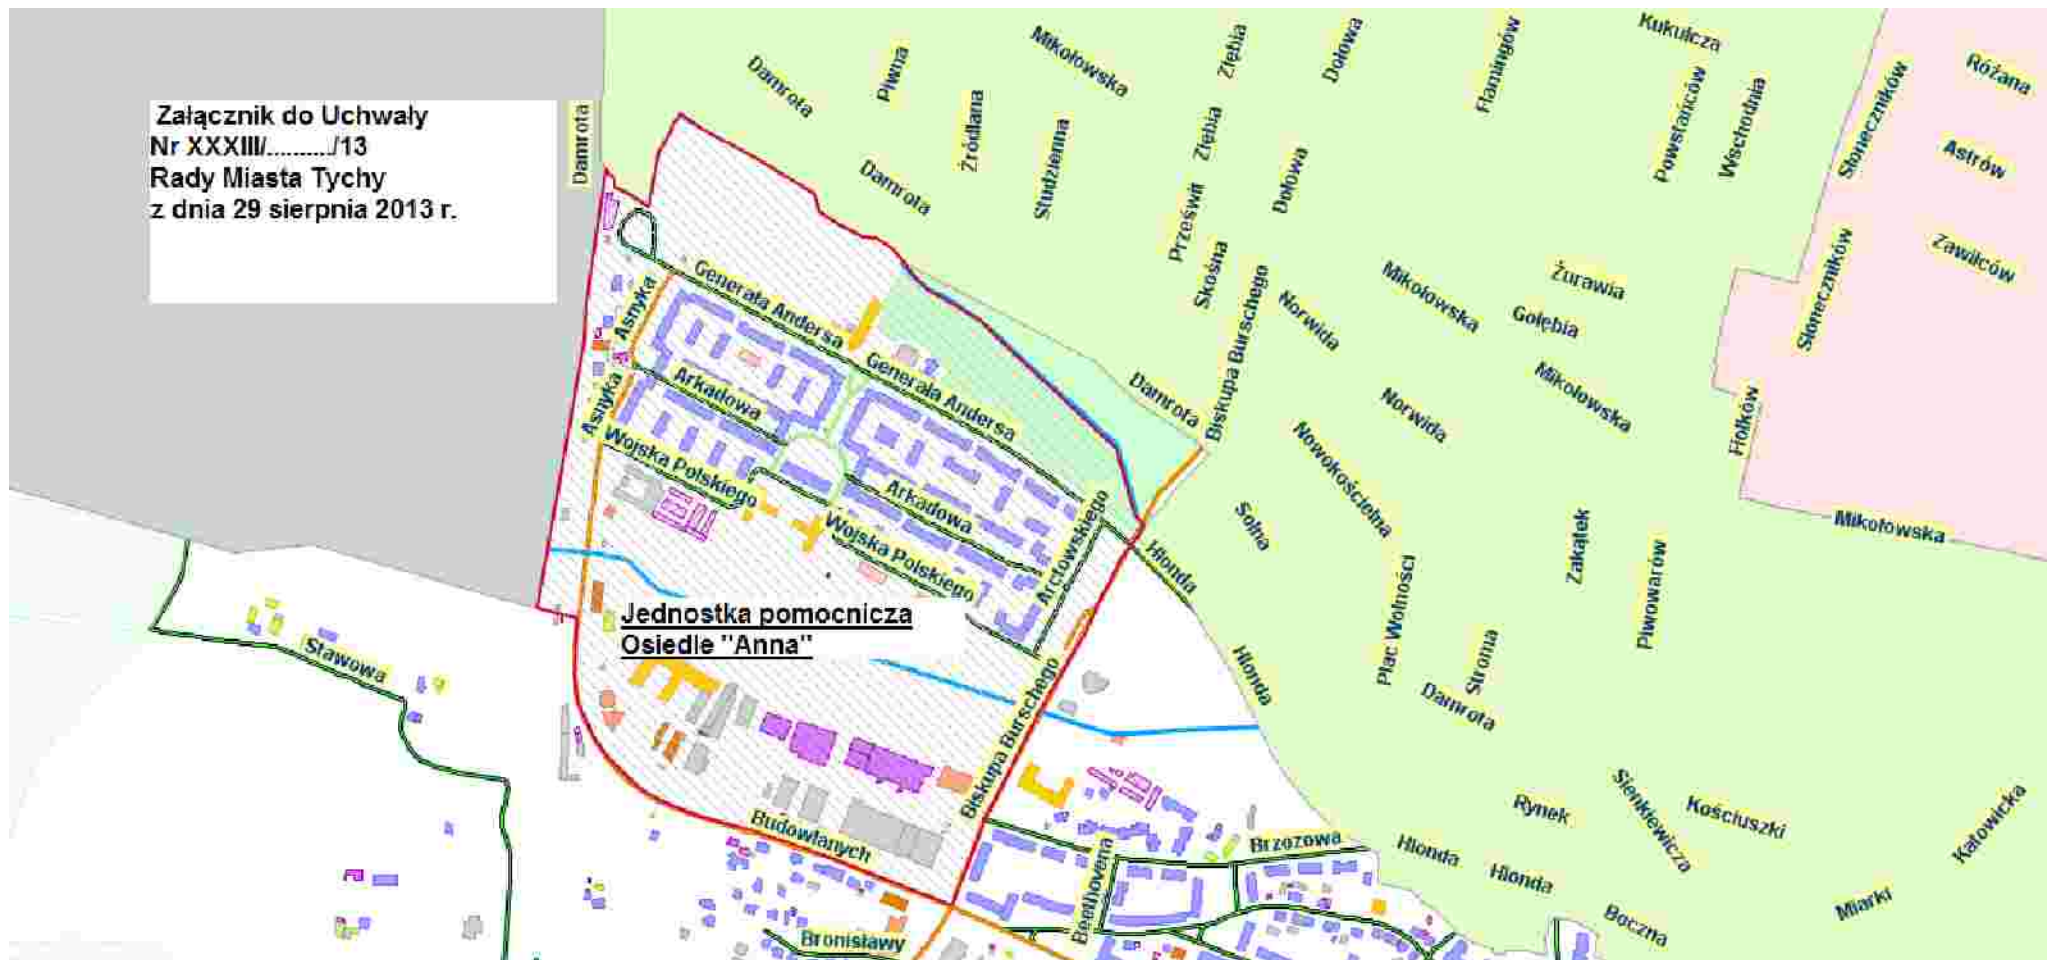 Załącznik do Uchwały
Nr XXXIII/........./13
Rady Miasta Tychy
z dnia 29 sierpnia 2013 r.
Damrota
Damrota
Piwna
Mikołowska
Złębia
Dołowa
Flamingów
Kukulcza
Różana
Źródlana
Studzienna
Damrota
Złębia
Prześwit
Dołowa
Powstańców
Wschodnia
Słoneczników
Astrów
Skośna
Biskupa Burschego
Norwida
Mikołowska
Żurawia
Gołębia
Słoneczników
Zawilców
Asnyka
Generała Andersa
Generała Andersa
Damrota
Norwida
Mikołowska
Fiołków
Asnyka
Arkadowa
Wojska Polskiego
Arkadowa
Wojska Polskiego
Arctowskiego
Hlonda
Solna
Nowokościelna
Zakątek
Mikołowska
Piwowarów
Plac Wolności
Stroma
Damrota
Hlonda
Jednostka pomocnicza
Osiedle "Anna"
Stawowa
Biskupa Burschego
Budowlanych
Beethovena
Brzozowa
Rynek
Sienkiewicza
Kościuszki
Katowicka
Hlonda
Hlonda
Boczna
Miarki
Bronisławy